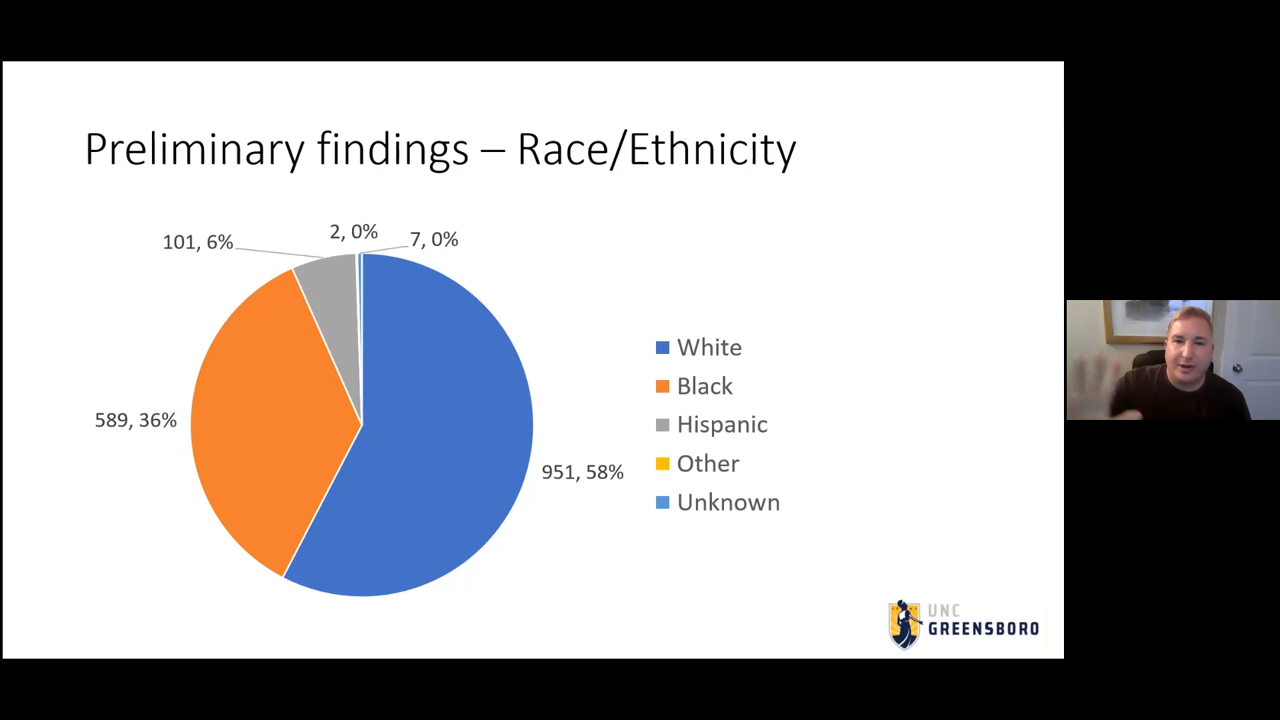 Preliminary findings – Race/Ethnicity
101, 6%
2, 0%
7, 0%
589, 36%
951, 58%
White
Black
Hispanic
Other
Unknown
UNC
GREENSBORO